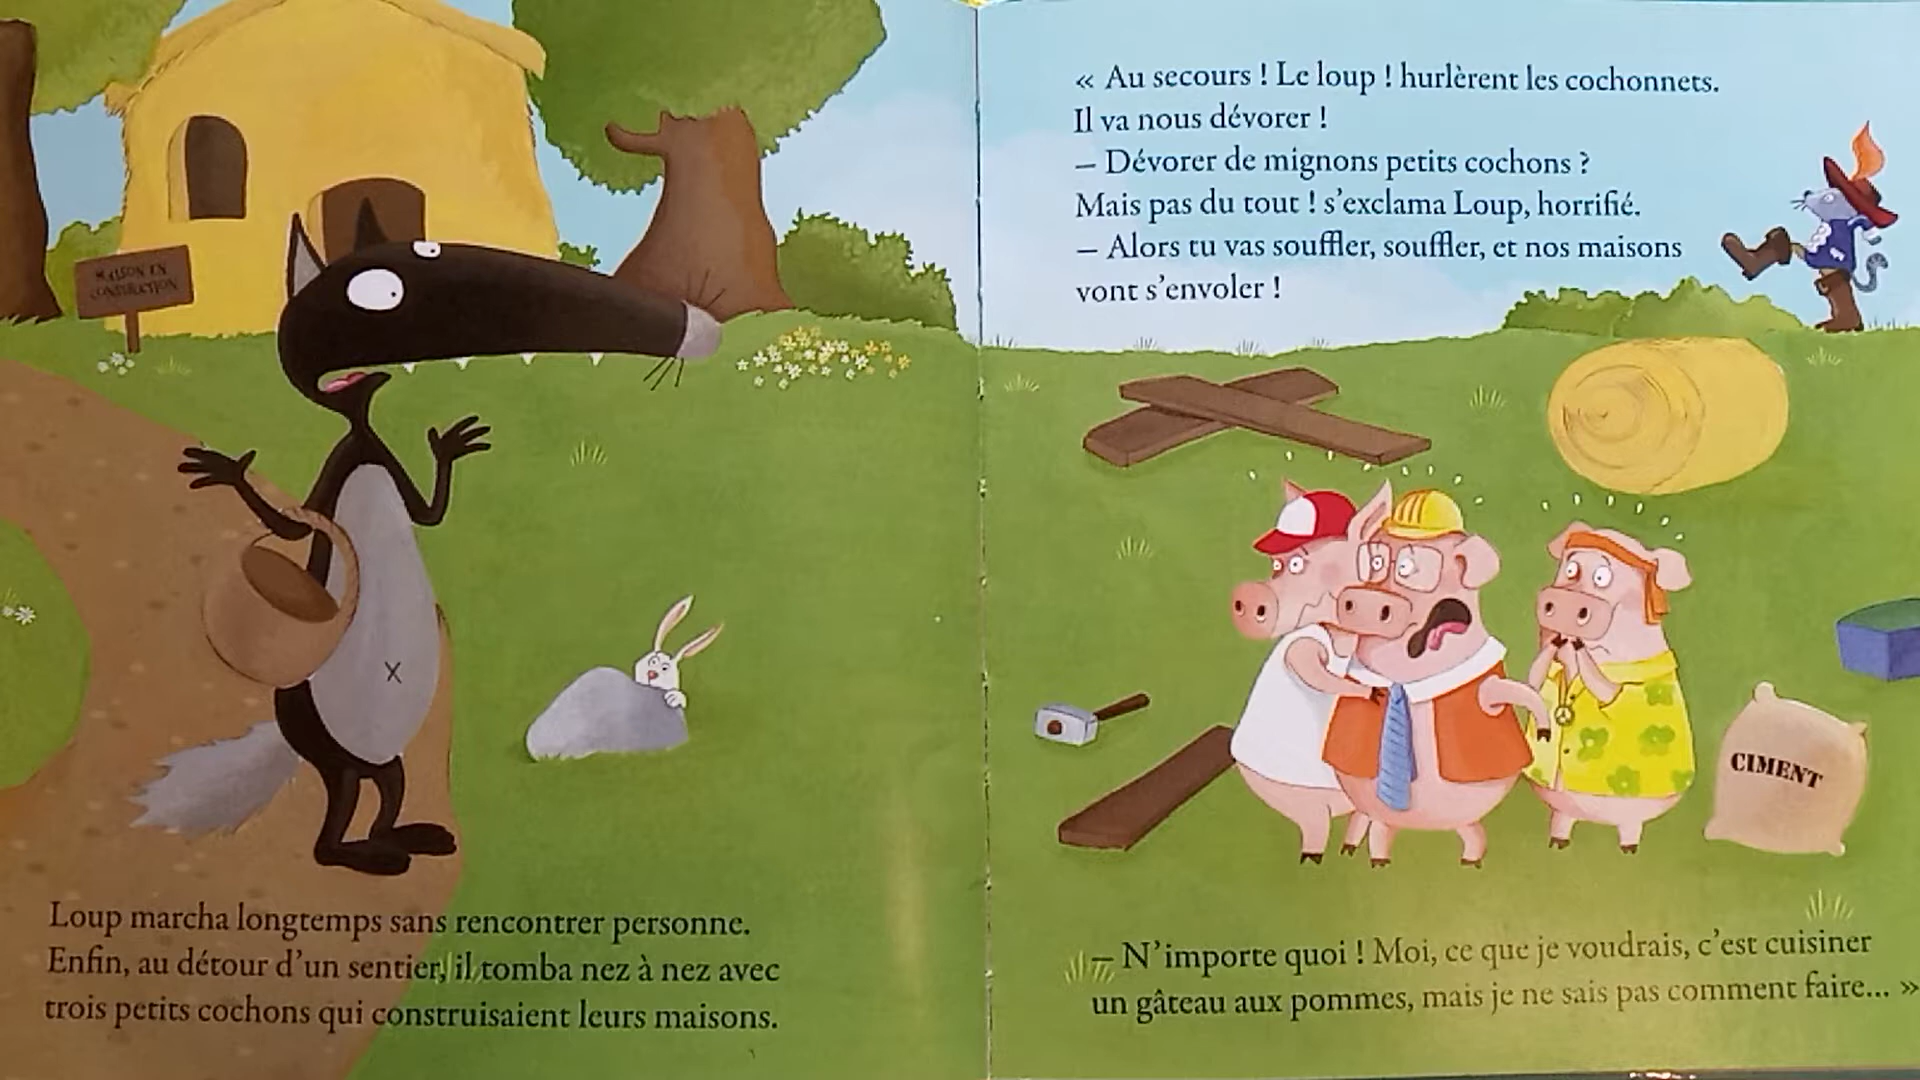 MAISON EN
CONSTRUCTION
Loup marcha longtemps sans rencontrer personne.
Enfin, au détour d'un sentier, il tomba nez à nez avec
trois petits cochons qui construisaient leurs maisons.
« Au secours ! Le loup ! hurlèrent les cochonnets.
Il va nous dévorer !
– Dévorer de mignons petits cochons ?
Mais pas du tout ! s'exclama Loup, horrifié.
– Alors tu vas souffler, souffler, et nos maisons
vont s'envoler !
CIMENT
– N'importe quoi ! Moi, ce que je voudrais, c'est cuisiner
un gâteau aux pommes, mais je ne sais pas comment faire... »